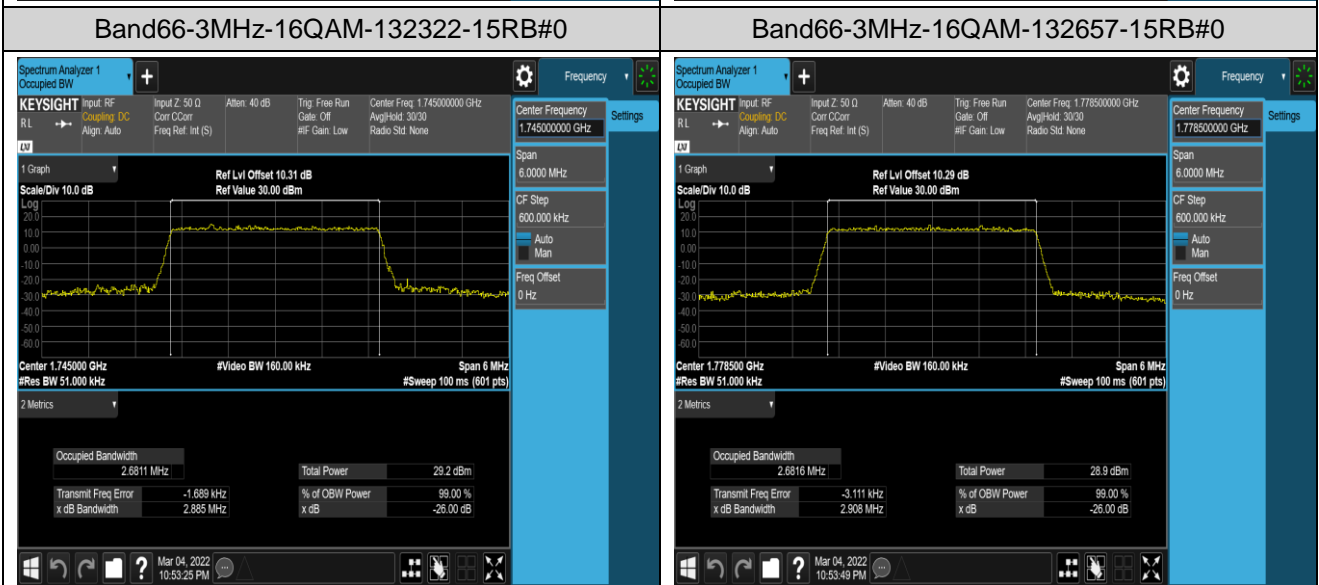 Band66-3MHz-16QAM-132322-15RB#0
Spectrum Analyzer 1
Occupied BW
+
Frequency
KEYSIGHT Input: RF Input Z: 50 Ω Atten: 40 dB Trig: Free Run Center Freq: 1.745000000 GHz
RL Coupling: DC Corr CCorr Gate: Off Avg|Hold: 30/30
Align: Auto Freq Ref: Int (S) #IF Gain: Low Radio Std: None
LXI
Center Frequency
1.745000000 GHz
Settings
Span
6.0000 MHz
CF Step
600.000 kHz
Auto
Man
Freq Offset
0 Hz
1 Graph
Ref Lvl Offset 10.31 dB
Scale/Div 10.0 dB Ref Value 30.00 dBm
Log
20.0
10.0
0.00
-10.0
-20.0
-30.0
-40.0
-50.0
-60.0
Center 1.745000 GHz #Video BW 160.00 kHz Span 6 MHz
#Res BW 51.000 kHz #Sweep 100 ms (601 pts)
2 Metrics
Occupied Bandwidth
2.6811 MHz Total Power 29.2 dBm
Transmit Freq Error -1.689 kHz % of OBW Power 99.00 %
x dB Bandwidth 2.885 MHz x dB -26.00 dB
? Mar 04, 2022
10:53:25 PM
Band66-3MHz-16QAM-132657-15RB#0
Spectrum Analyzer 1
Occupied BW
+
Frequency
KEYSIGHT Input: RF Input Z: 50 Ω Atten: 40 dB Trig: Free Run Center Freq: 1.778500000 GHz
RL Coupling: DC Corr CCorr Gate: Off Avg|Hold: 30/30
Align: Auto Freq Ref: Int (S) #IF Gain: Low Radio Std: None
LXI
Center Frequency
1.778500000 GHz
Settings
Span
6.0000 MHz
CF Step
600.000 kHz
Auto
Man
Freq Offset
0 Hz
1 Graph
Ref Lvl Offset 10.29 dB
Scale/Div 10.0 dB Ref Value 30.00 dBm
Log
20.0
10.0
0.00
-10.0
-20.0
-30.0
-40.0
-50.0
-60.0
Center 1.778500 GHz #Video BW 160.00 kHz Span 6 MHz
#Res BW 51.000 kHz #Sweep 100 ms (601 pts)
2 Metrics
Occupied Bandwidth
2.6816 MHz Total Power 28.9 dBm
Transmit Freq Error -3.111 kHz % of OBW Power 99.00 %
x dB Bandwidth 2.908 MHz x dB -26.00 dB
? Mar 04, 2022
10:53:49 PM